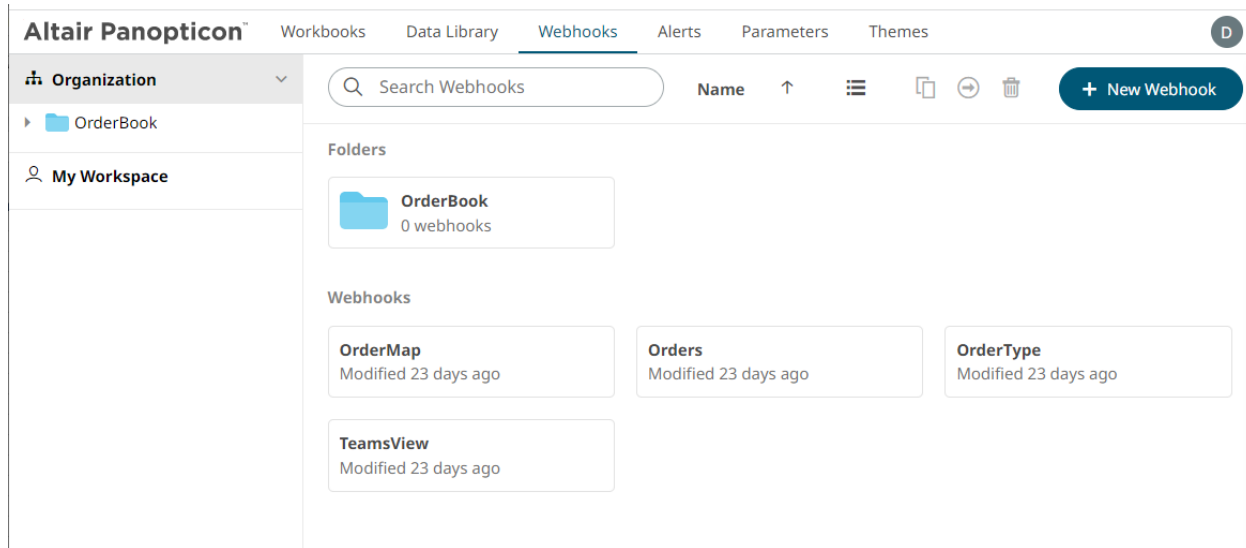 Altair Panopticon™ Workbooks Data Library Webhooks Alerts Parameters Themes D
Organization
OrderBook
My Workspace
Search Webhooks Name ↑ + New Webhook
Folders
OrderBook
0 webhooks
Webhooks
OrderMap
Modified 23 days ago
Orders
Modified 23 days ago
OrderType
Modified 23 days ago
TeamsView
Modified 23 days ago